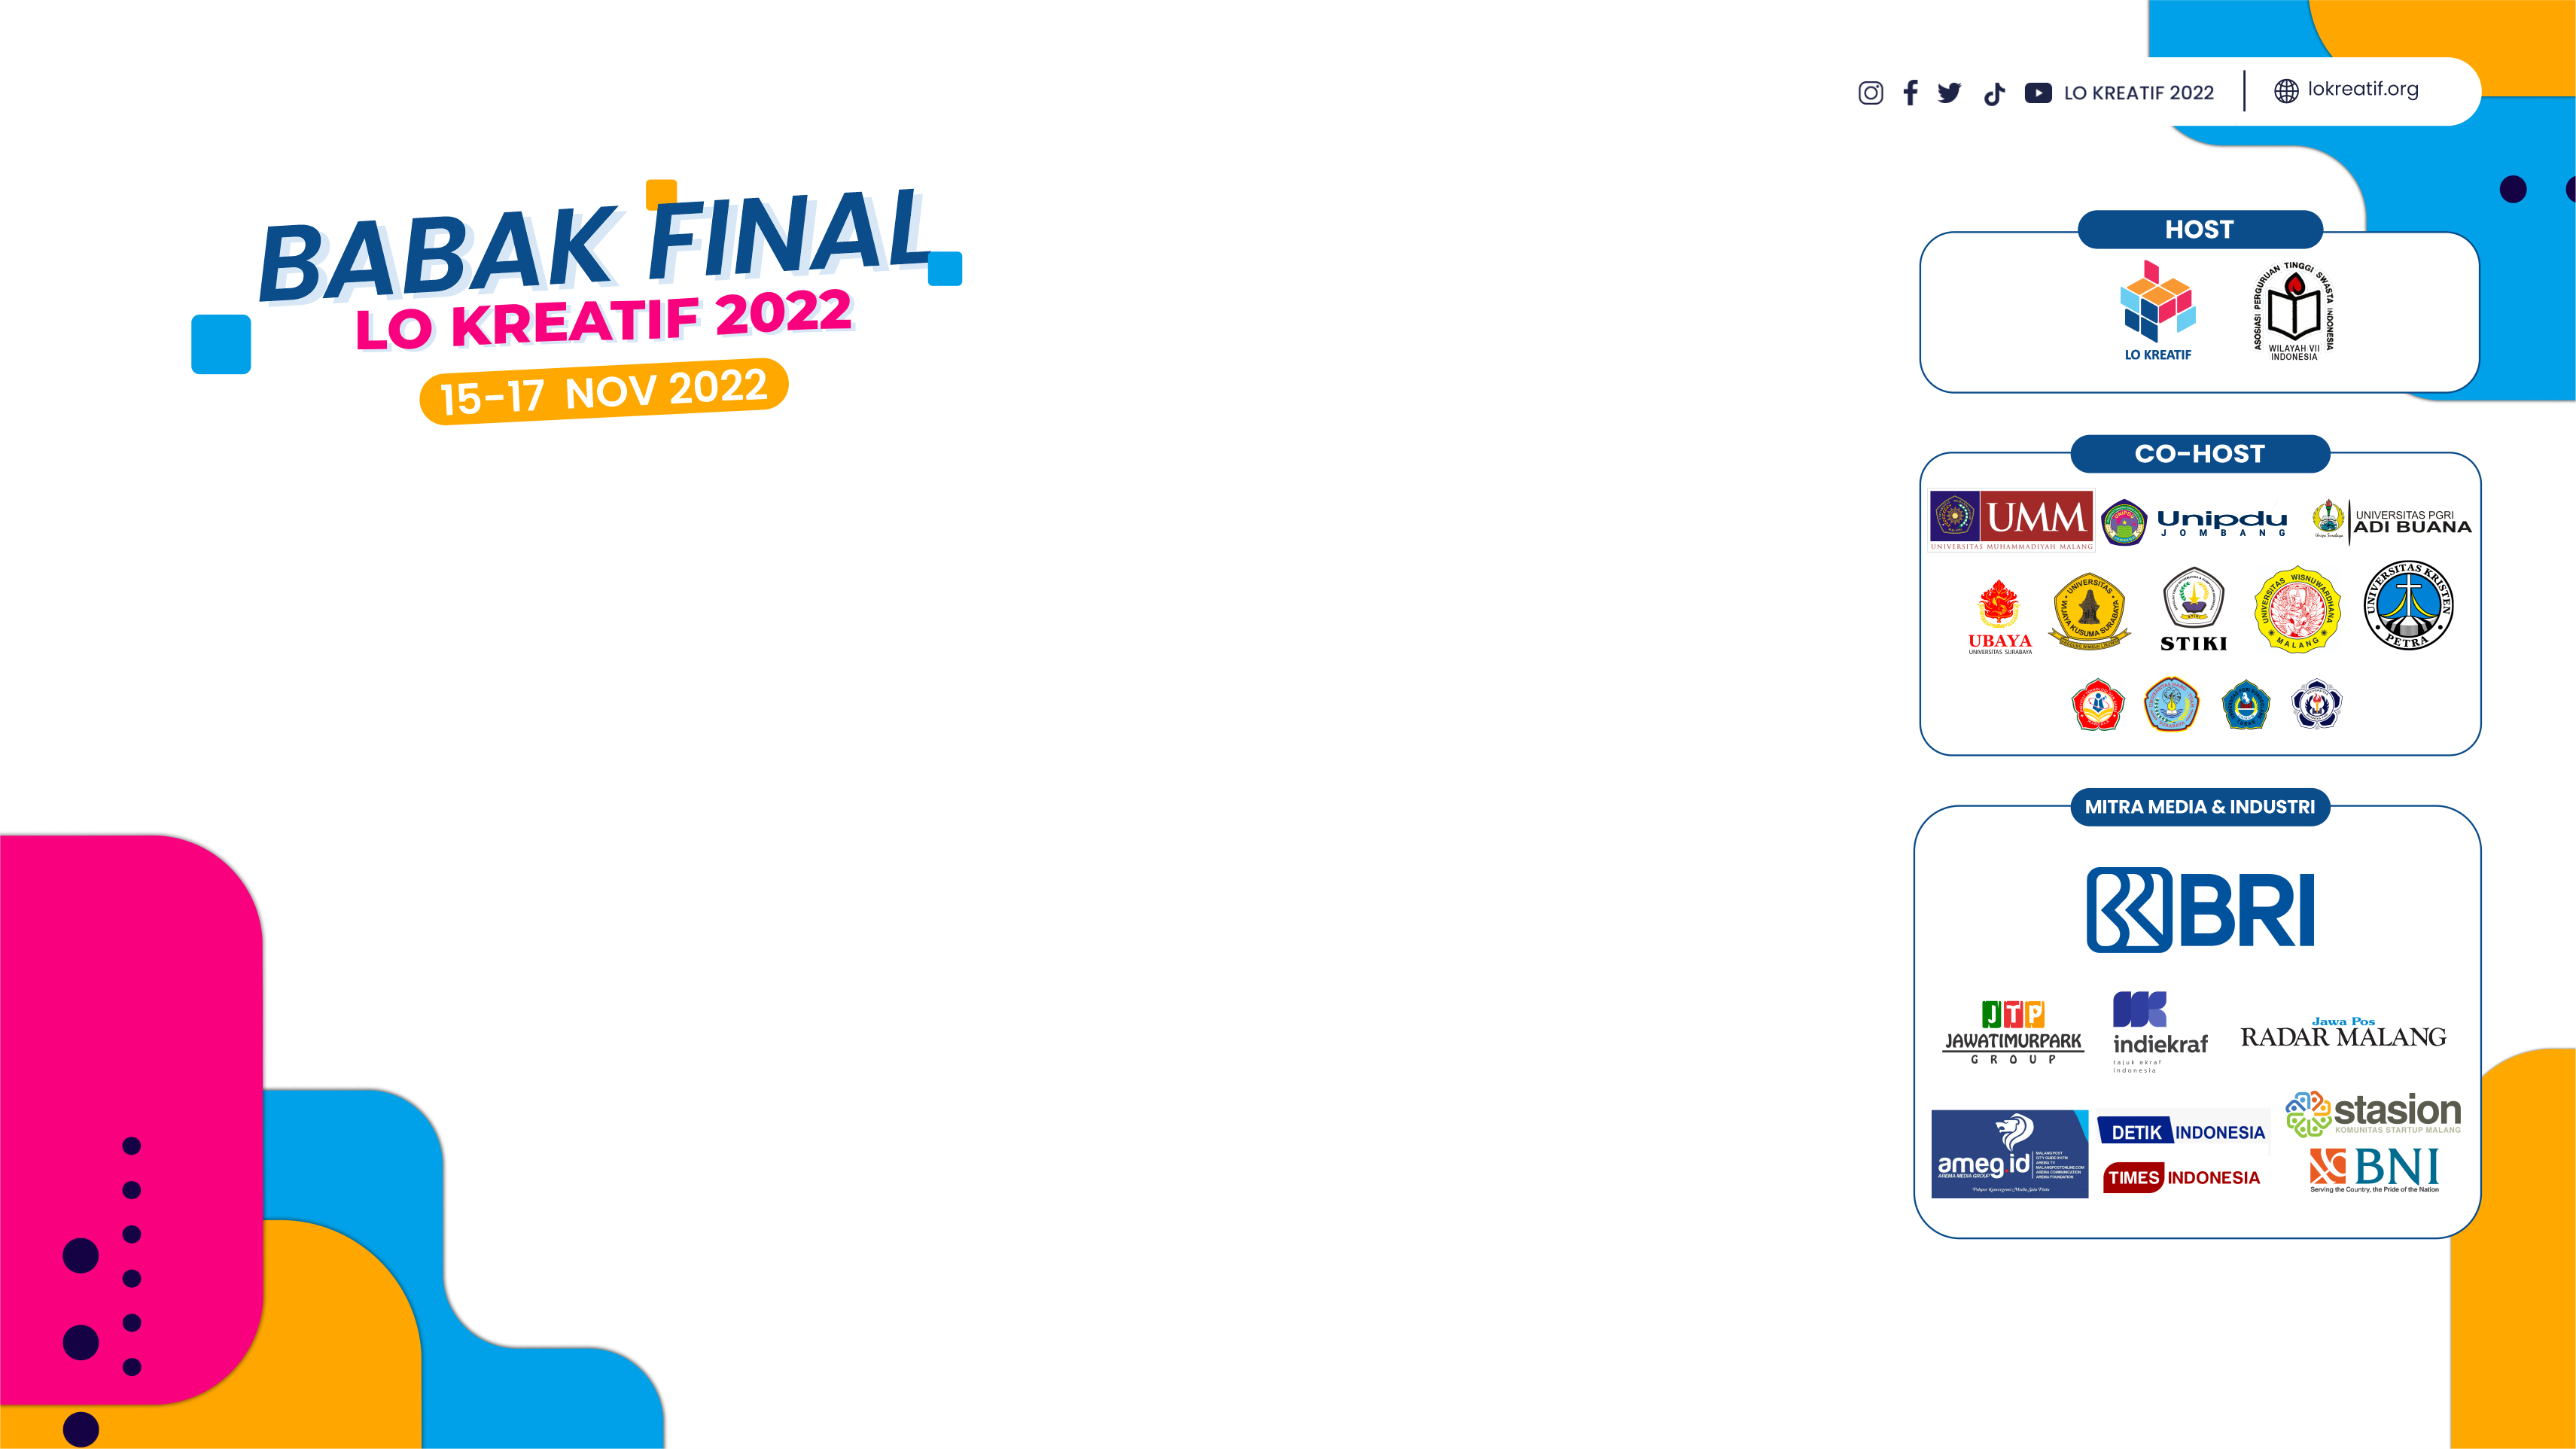 LO KREATIF 2022
lokreatif.org
BABAK FINAL
LO KREATIF 2022
15-17 NOV 2022
HOST
LO KREATIF
ASOSIASI PERGURUAN TINGGI SWASTA INDONESIA
WILAYAH VII
INDONESIA
CO-HOST
UMM
UNIVERSITAS MUHAMMADIYAH MALANG
UNIPDU
Unipdu
JOMBANG
UNIVERSITAS PGRI
ADI BUANA
UBAYA
UNIVERSITAS SURABAYA
UNIVERSITAS
WIJAYA KUSUMA SURABAYA
STIKI
UNIVERSITAS WISNUWARDHANA
MALANG
UNIVERSITAS KRISTEN
PETRA
MITRA MEDIA & INDUSTRI
BRI
JTP
JAWATIMURPARK
GROUP
indiekraf
tajuk ekraf
Indonesia
Jawa Pos
RADAR MALANG
ameg.id
AREMA MEDIA GROUP
DETIK INDONESIA
TIMES INDONESIA
stasion
KOMUNITAS STARTUP MALANG
BNI
Serving the Country, the Pride of the Nation